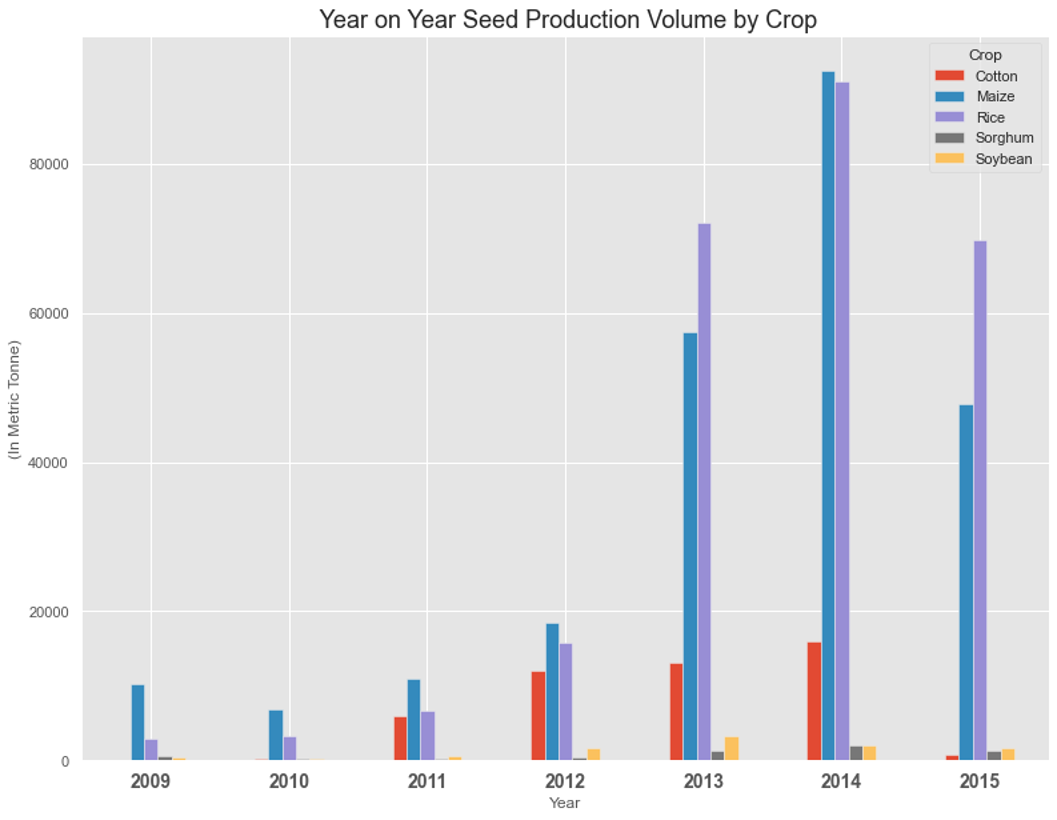 Year on Year Seed Production Volume by Crop
Crop
Cotton
Maize
Rice
Sorghum
Soybean
(In Metric Tonne)
80000
60000
40000
20000
0
2009 2010 2011 2012 2013 2014 2015
Year